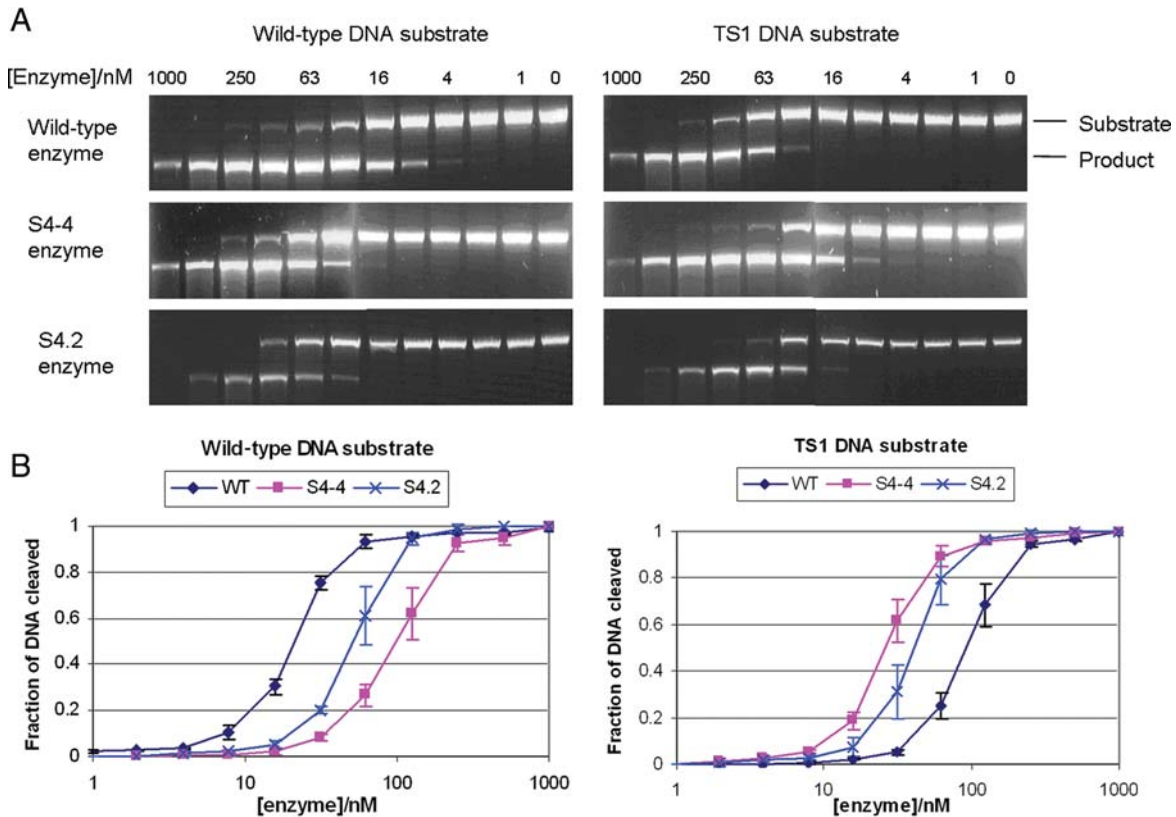 A
Wild-type DNA substrate
TS1 DNA substrate
[Enzyme]/nM
1000 250 63 16 4 1 0
1000 250 63 16 4 1 0
Wild-type
enzyme
Substrate
Product
S4-4
enzyme
S4.2
enzyme
B
Wild-type DNA substrate
WT S4-4 S4.2
Fraction of DNA cleaved
1
0.8
0.6
0.4
0.2
0
1 10 100 1000
[enzyme]/nM
TS1 DNA substrate
WT S4-4 S4.2
Fraction of DNA cleaved
1
0.8
0.6
0.4
0.2
0
1 10 100 1000
[enzyme]/nM